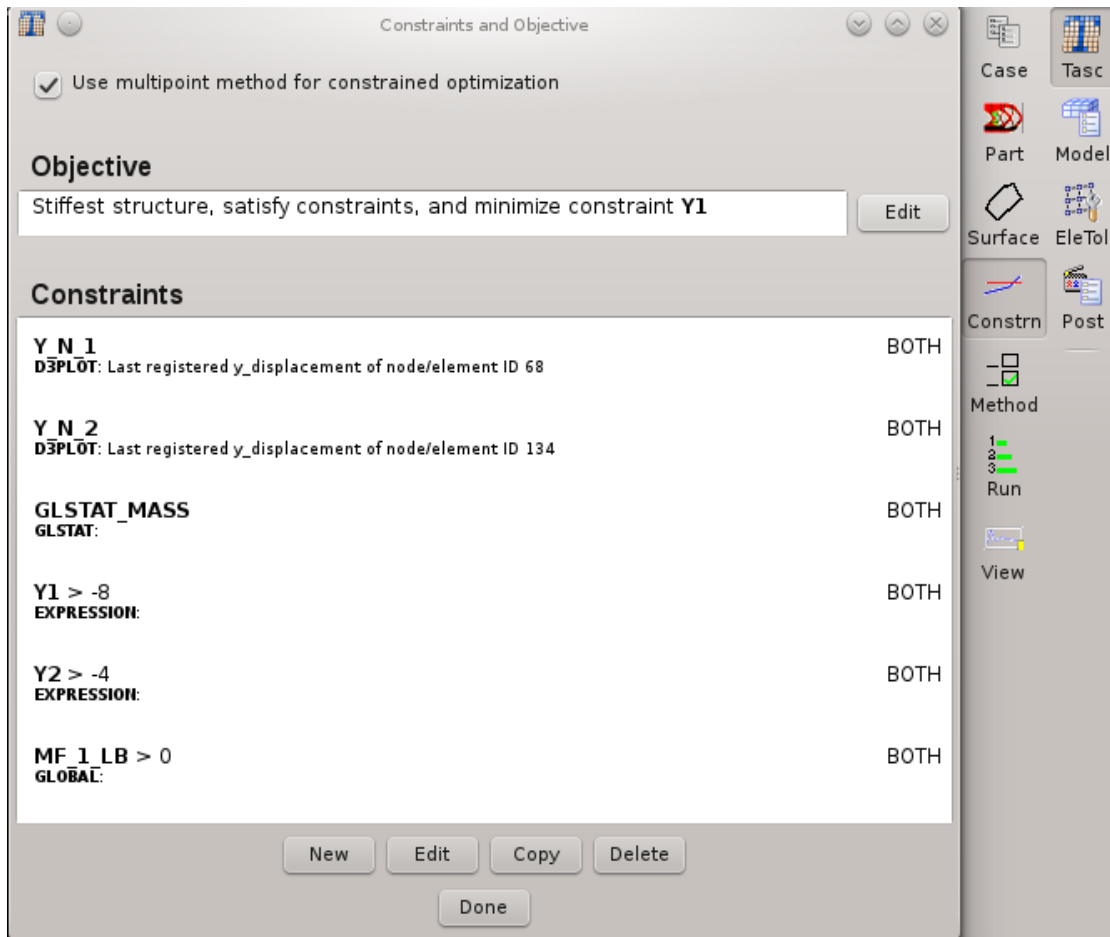 Constraints and Objective
Use multipoint method for constrained optimization
Objective
Stiffest structure, satisfy constraints, and minimize constraint Y1
Edit
Constraints
Y_N_1 BOTH
D3PLOT: Last registered y_displacement of node/element ID 68
Y_N_2 BOTH
D3PLOT: Last registered y_displacement of node/element ID 134
GLSTAT_MASS BOTH
GLSTAT:
Y1 > -8 BOTH
EXPRESSION:
Y2 > -4 BOTH
EXPRESSION:
MF_1_LB > 0 BOTH
GLOBAL:
New Edit Copy Delete
Done
Case Tasc
Part Model
Surface EleTol
Constrn Post
Method
1
2
3
Run
View